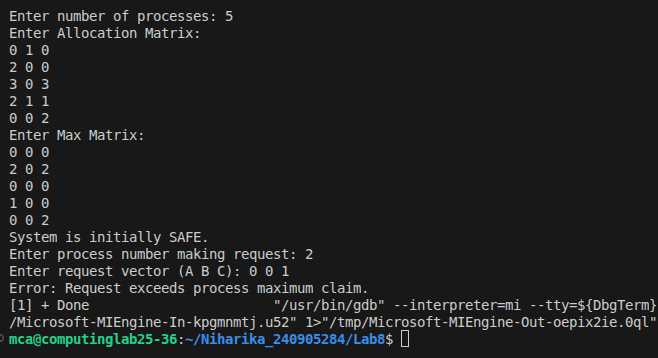 Enter number of processes: 5
Enter Allocation Matrix:
0 1 0
2 0 0
3 0 3
2 1 1
0 0 2
Enter Max Matrix:
0 0 0
2 0 2
0 0 0
1 0 0
0 0 2
System is initially SAFE.
Enter process number making request: 2
Enter request vector (A B C): 0 0 1
Error: Request exceeds process maximum claim.
[1] + Done                       "/usr/bin/gdb" --interpreter=mi --tty=${DbgTerm}
/Microsoft-MIEngine-In-kpgmnmtj.u52" 1>"/tmp/Microsoft-MIEngine-Out-oepix2ie.0ql"
mca@computinglab25-36:~/Niharika_240905284/Lab8$